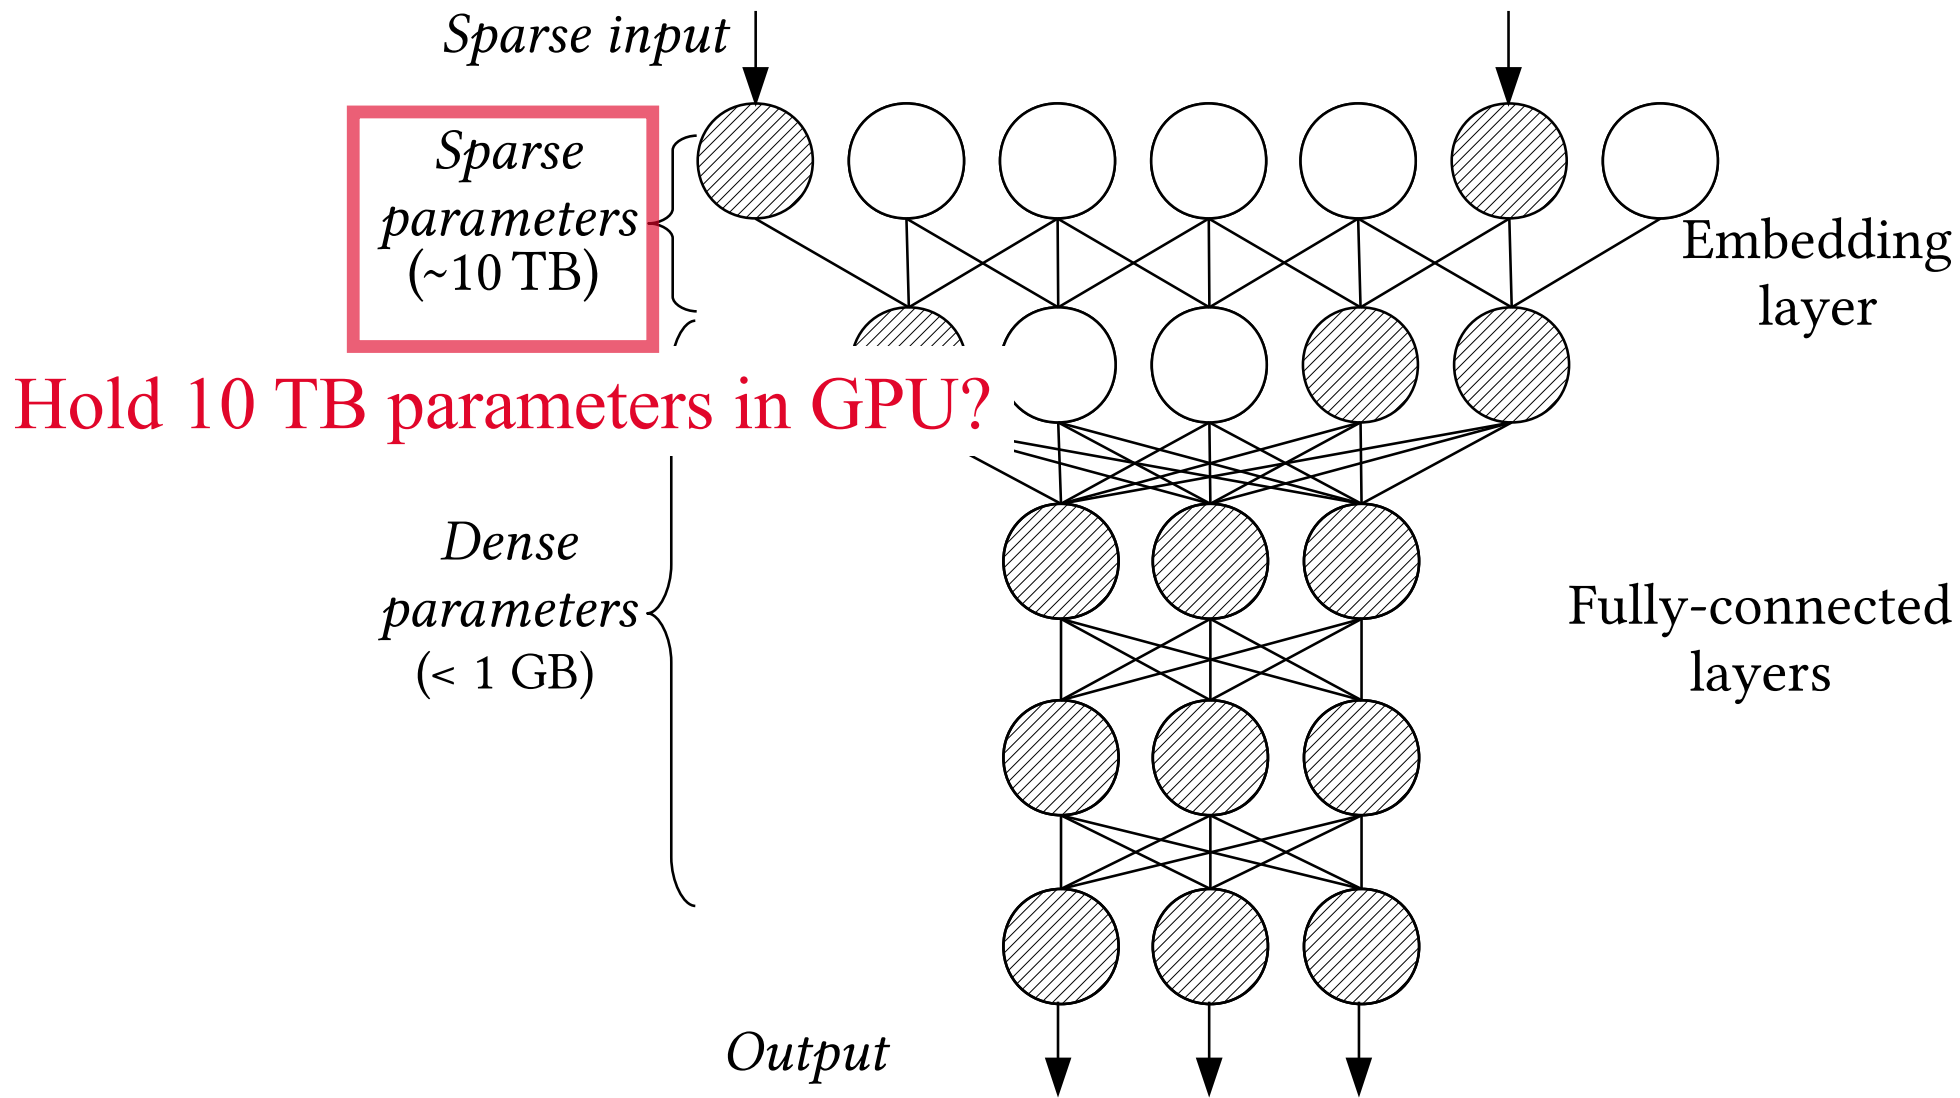 Sparse input
Sparse
parameters
(~10 TB)
Embedding
layer
Hold 10 TB parameters in GPU?
Dense
parameters
(< 1 GB)
Fully-connected
layers
Output